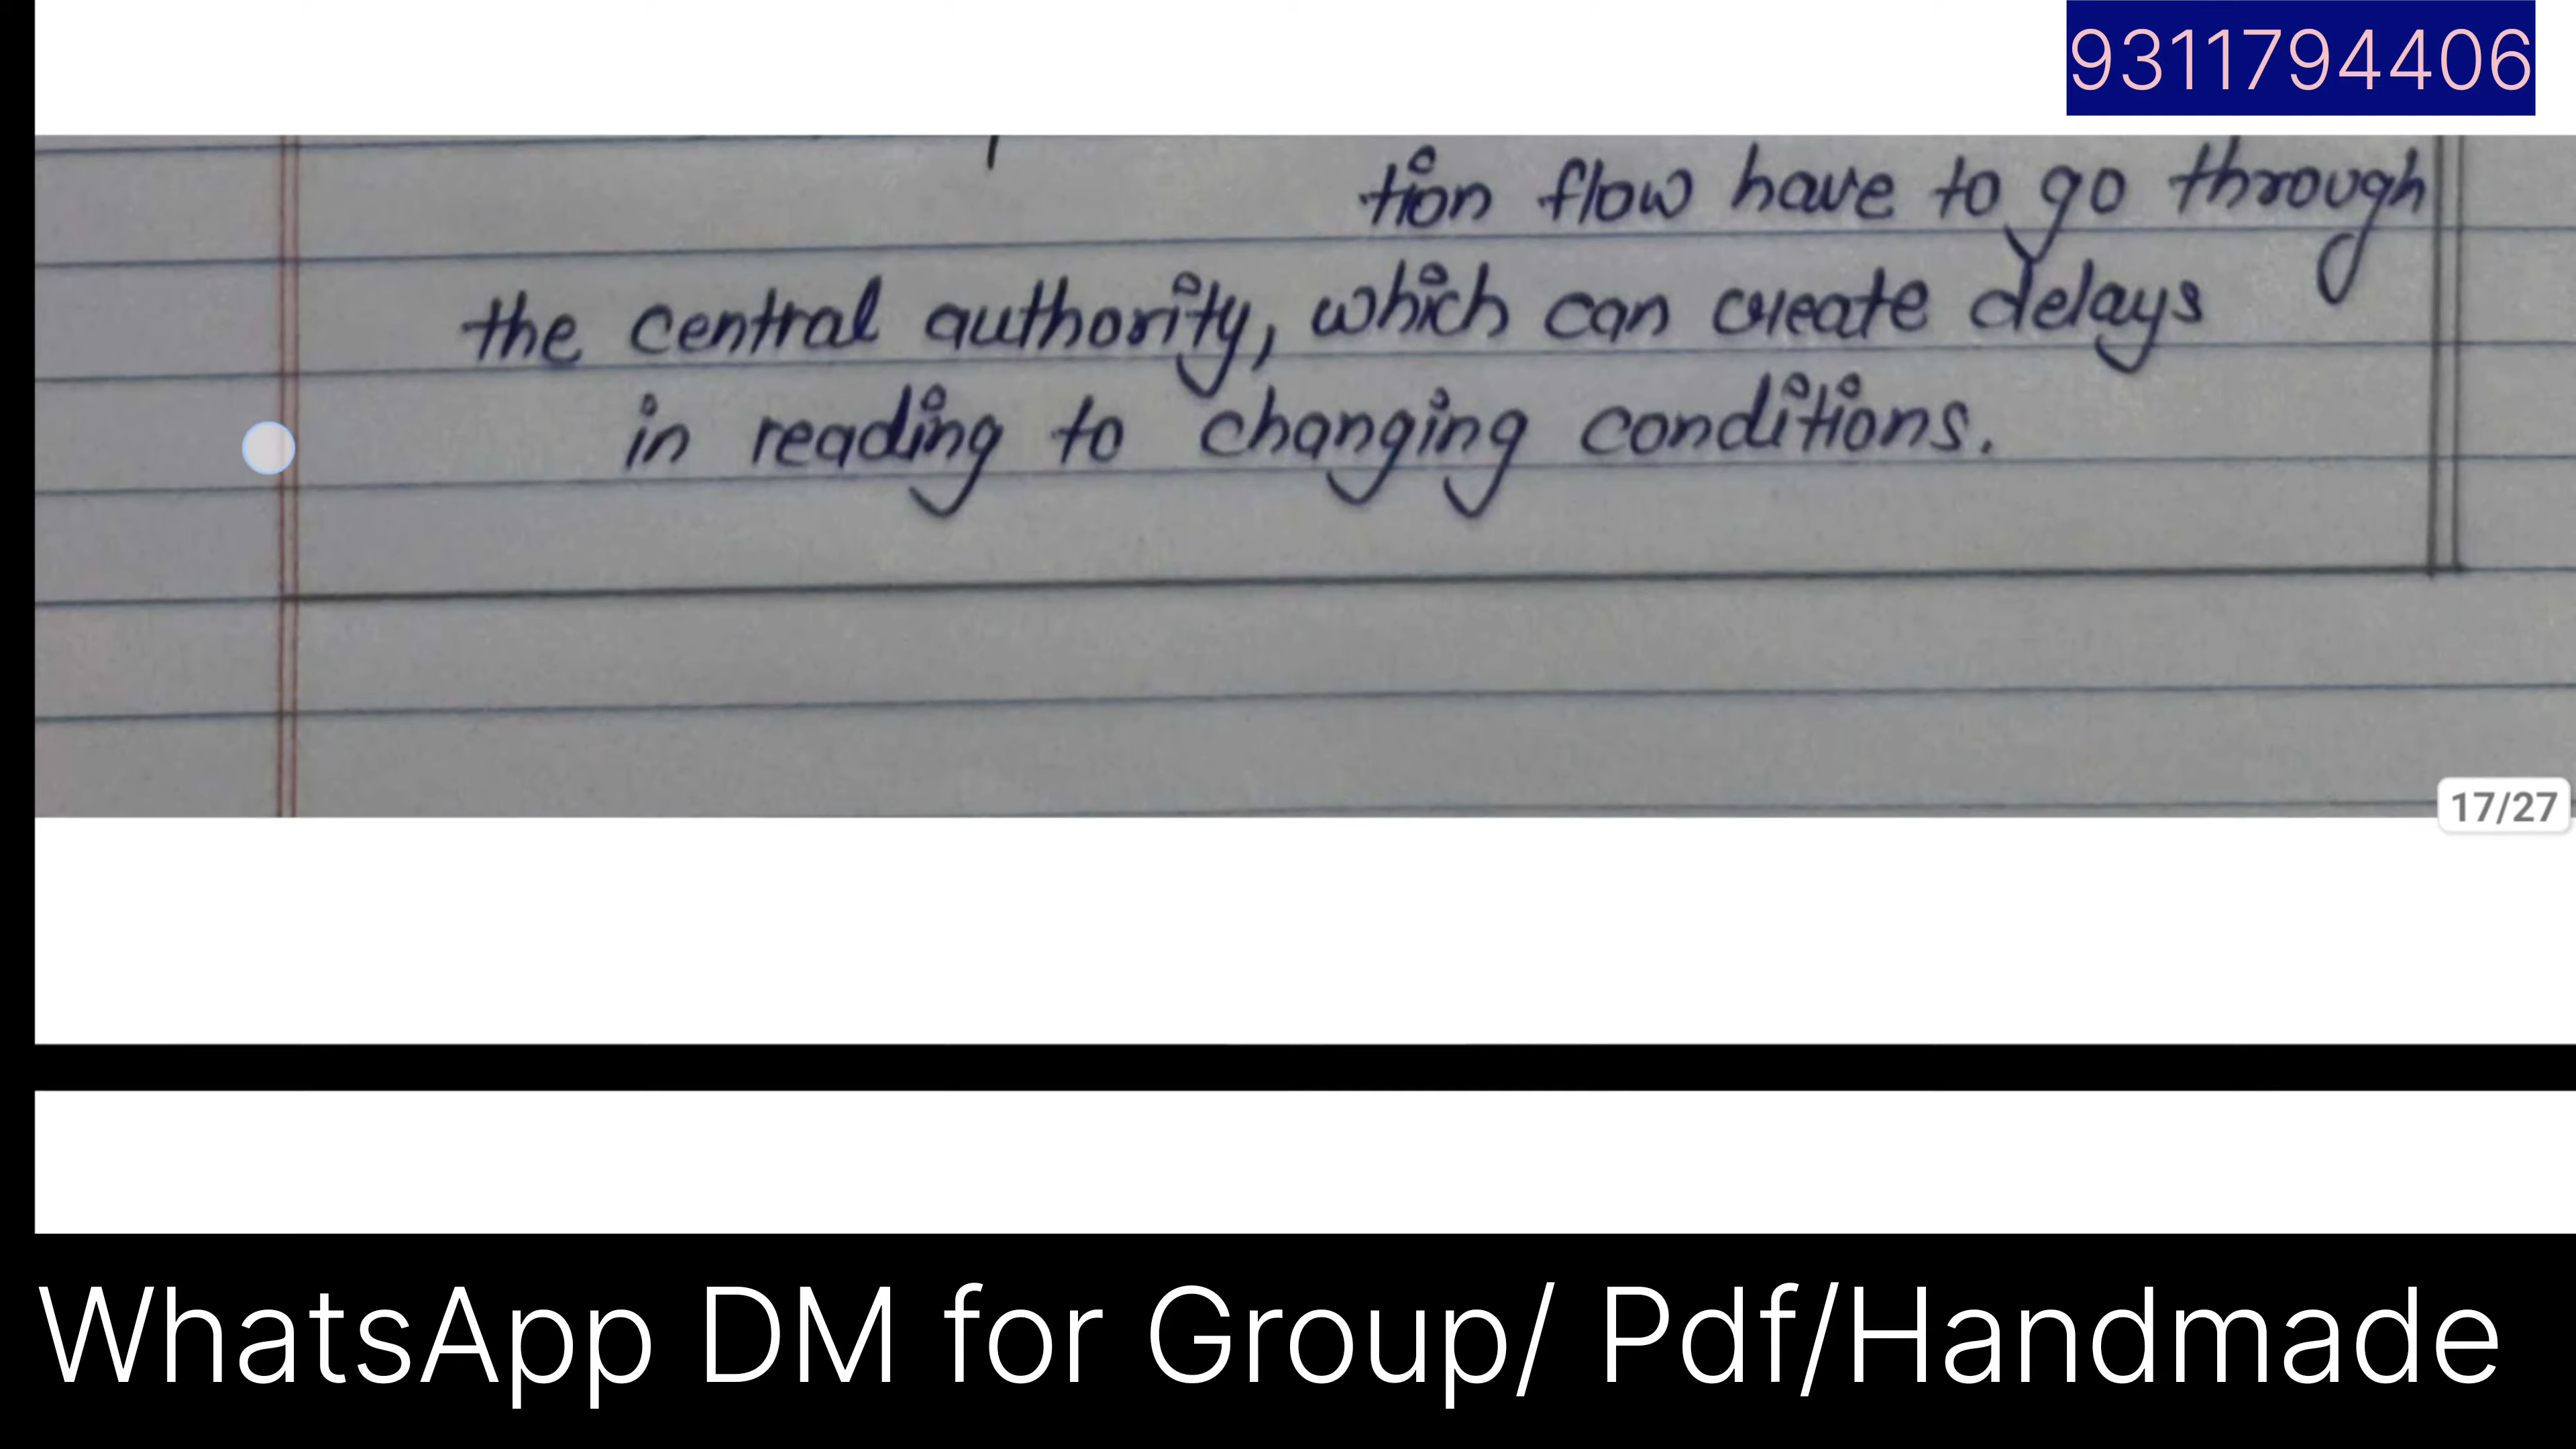 9311794406
tion flow have to go through
the central authority, which can create delays
in reading to changing conditions.
17/27
WhatsApp DM for Group/ Pdf/Handmade